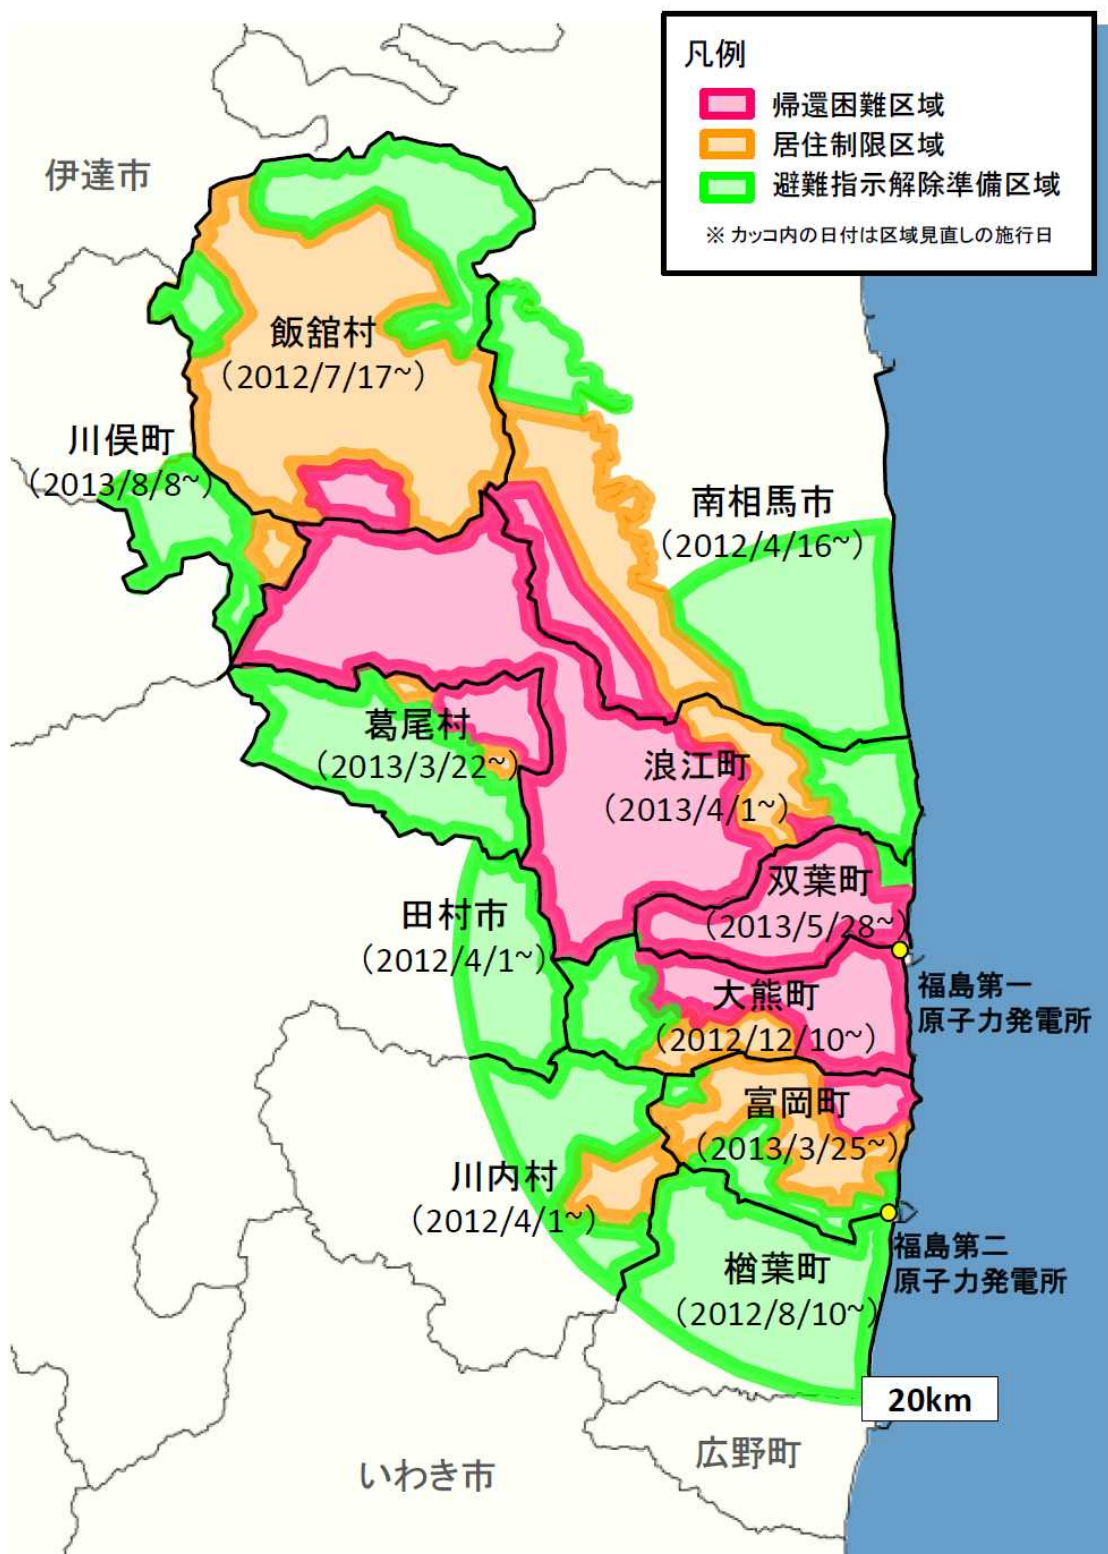 凡例
帰還困難区域
居住制限区域
避難指示解除準備区域
※ カッコ内の日付は区域見直しの施行日
伊達市
飯舘村
（2012/7/17~）
川俣町
（2013/8/8~）
南相馬市
（2012/4/16~）
葛尾村
（2013/3/22~）
浪江町
（2013/4/1~）
双葉町
（2013/5/28~）
田村市
（2012/4/1~）
福島第一
原子力発電所
大熊町
（2012/12/10~）
富岡町
（2013/3/25~）
川内村
（2012/4/1~）
福島第二
原子力発電所
楢葉町
（2012/8/10~）
20km
広野町
いわき市